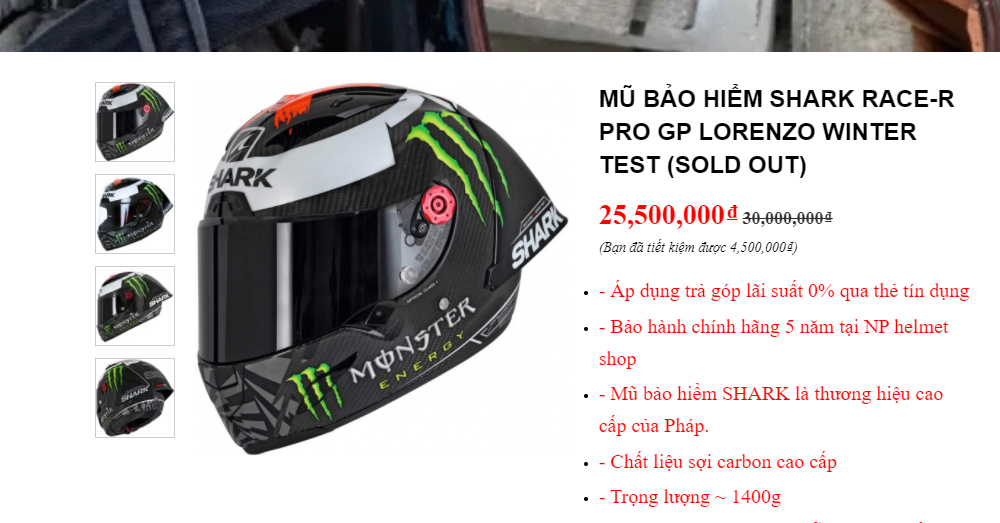 MŨ BẢO HIỂM SHARK RACE-R
PRO GP LORENZO WINTER
TEST (SOLD OUT)
25,500,000₫ 30,000,000₫
(Bạn đã tiết kiệm được 4,500,000₫)
- Áp dụng trả góp lãi suất 0% qua thẻ tín dụng
- Bảo hành chính hãng 5 năm tại NP helmet
shop
- Mũ bảo hiểm SHARK là thương hiệu cao
cấp của Pháp.
- Chất liệu sợi carbon cao cấp
- Trọng lượng ~ 1400g
SHARK
SHARK
MONSTER
ENERGY